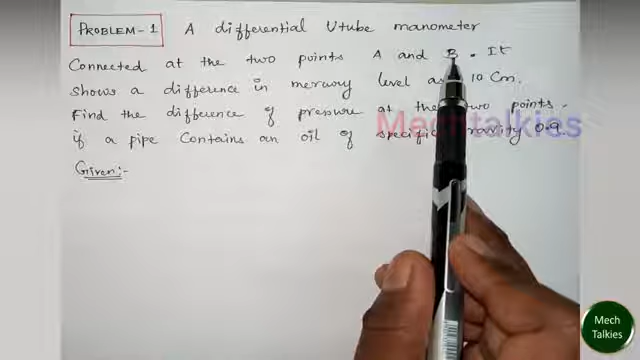 PROBLEM-1 A differential Utube manometer
Connected at the two points A and B. It
shows a difference in mercury level as 10 Cm.
Find the difference of pressure at the two points.
if a pipe Contains an oil of specific gravity 0.9
Mechtalkies
Given:-
Mech
Talkies